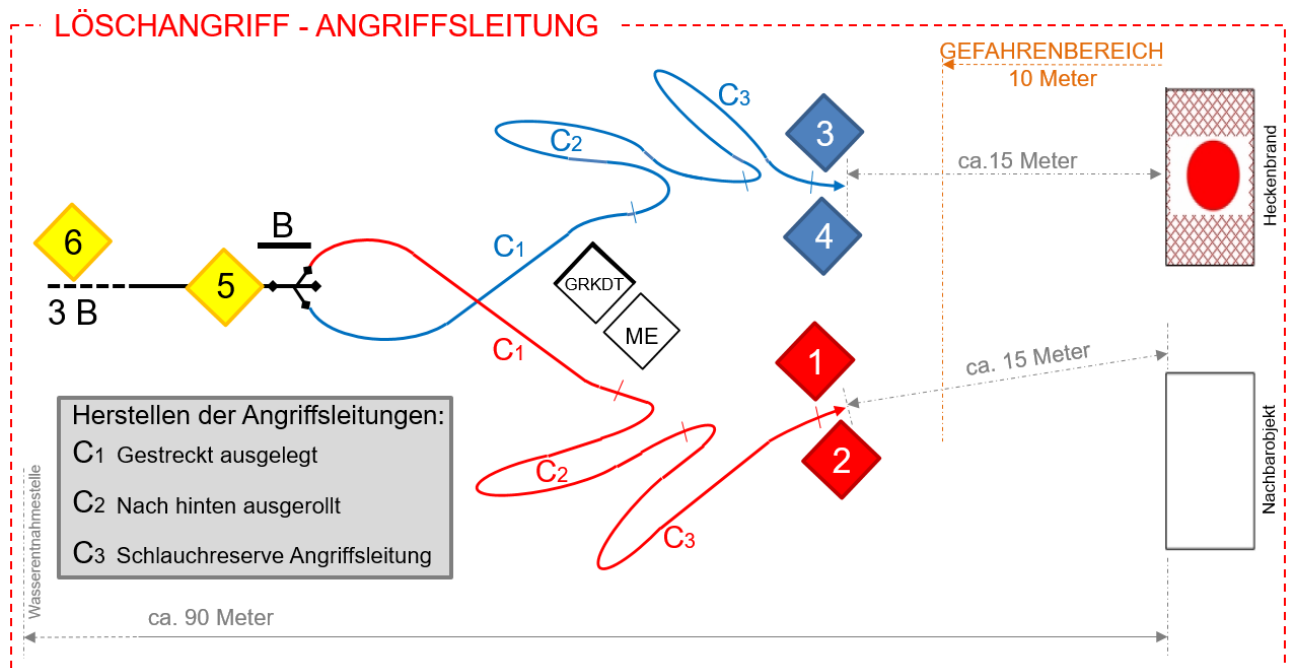 LÖSCHANGRIFF - ANGRIFFSLEITUNG
GEFAHRENBEREICH
10 Meter
C3
C2
3
ca.15 Meter
Heckenbrand
4
6
B
C1
5
3 B
GRKDT
ME
C1
1
ca. 15 Meter
2
C2
C3
Nachbarobjekt
Herstellen der Angriffsleitungen:
C1 Gestreckt ausgelegt
C2 Nach hinten ausgerollt
C3 Schlauchreserve Angriffsleitung
Wasserentnahmestelle
ca. 90 Meter